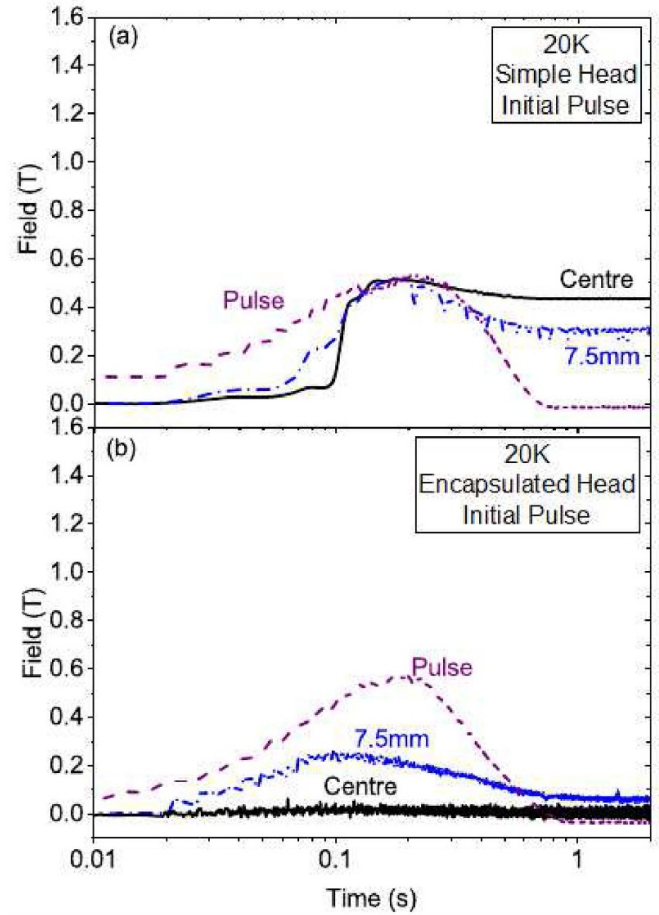 (a)
20K
Simple Head
Initial Pulse
1.6
1.4
1.2
1.0
0.8
0.6
0.4
0.2
0.0
Field (T)
Pulse
Centre
7.5mm
(b)
20K
Encapsulated Head
Initial Pulse
1.6
1.4
1.2
1.0
0.8
0.6
0.4
0.2
0.0
Field (T)
Pulse
7.5mm
Centre
0.01 0.1 1
Time (s)